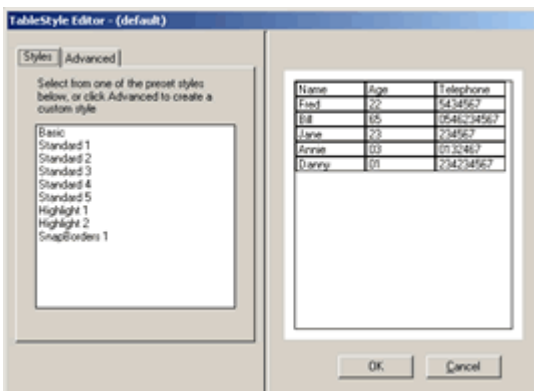 TableStyle Editor - (default)
Styles Advanced
Select from one of the preset styles
below, or click Advanced to create a
custom style
Basic
Standard 1
Standard 2
Standard 3
Standard 4
Standard 5
Highlight 1
Highlight 2
SnapBorders 1
Name Age Telephone
Fred 22 5434567
Bill 65 0546234567
Jane 23 234567
Annie 03 0132467
Danny 01 234234567
OK Cancel